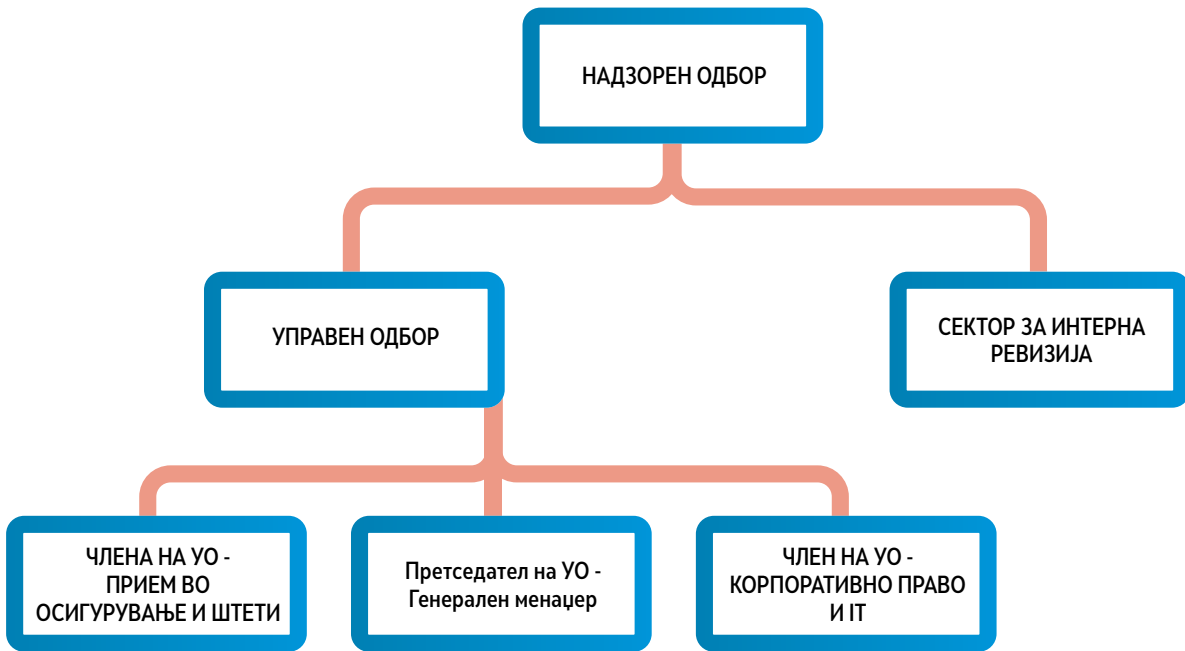 НАДЗОРЕН ОДБОР
УПРАВЕН ОДБОР
СЕКТОР ЗА ИНТЕРНА
РЕВИЗИЈА
ЧЛЕНА НА УО -
ПРИЕМ ВО
ОСИГУРУВАЊЕ И ШТЕТИ
Претседател на УО -
Генерален менаџер
ЧЛЕН НА УО -
КОРПОРАТИВНО ПРАВО
И IT